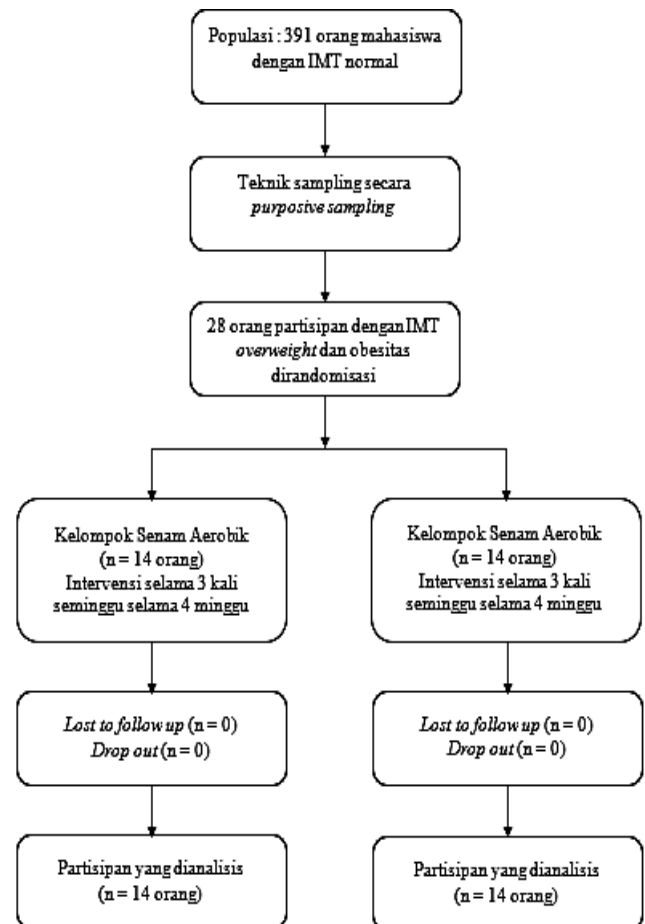 Populasi : 391 orang mahasiswa
dengan IMT normal
Teknik sampling secara
purposive sampling
28 orang partisipan dengan IMT
overweight dan obesitas
dirandomisasi
Kelompok Senam Aerobik
(n = 14 orang)
Intervensi selama 3 kali
seminggu selama 4 minggu
Kelompok Senam Aerobik
(n = 14 orang)
Intervensi selama 3 kali
seminggu selama 4 minggu
Lost to follow up (n = 0)
Drop out (n = 0)
Lost to follow up (n = 0)
Drop out (n = 0)
Partisipan yang dianalisis
(n = 14 orang)
Partisipan yang dianalisis
(n = 14 orang)